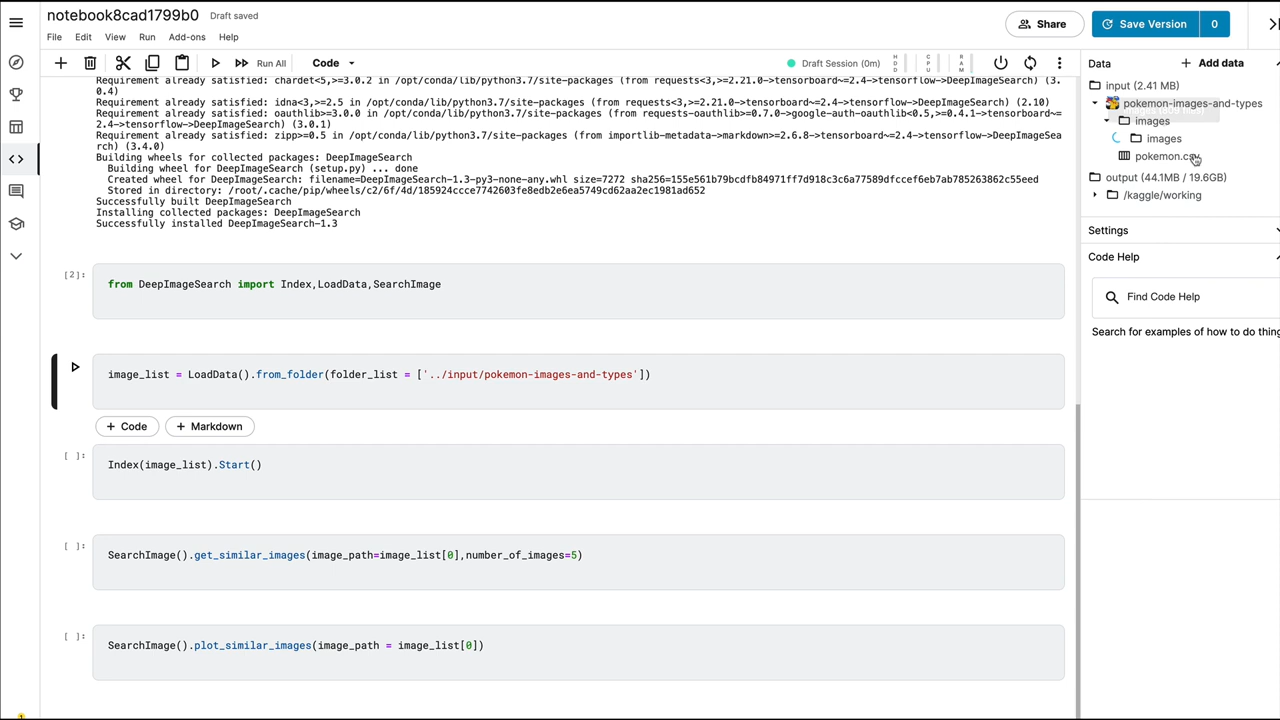 notebook8cad1799b0 Draft saved
File Edit View Run Add-ons Help
Share
Save Version 0
Run All Code
Draft Session (0m)
HDD
CPU
RAM
Requirement already satisfied: chardet<5,>=3.0.2 in /opt/conda/lib/python3.7/site-packages (from requests<3,>=2.21.0->tensorboard~=2.4->tensorflow->DeepImageSearch) (3.
0.4)
Requirement already satisfied: idna<3,>=2.5 in /opt/conda/lib/python3.7/site-packages (from requests<3,>=2.21.0->tensorboard~=2.4->tensorflow->DeepImageSearch) (2.10)
Requirement already satisfied: oauthlib>=3.0.0 in /opt/conda/lib/python3.7/site-packages (from requests-oauthlib>=0.7.0->google-auth-oauthlib<0.5,>=0.4.1->tensorboard~=
2.4->tensorflow->DeepImageSearch) (3.0.1)
Requirement already satisfied: zipp>=0.5 in /opt/conda/lib/python3.7/site-packages (from importlib-metadata->markdown>=2.6.8->tensorboard~=2.4->tensorflow->DeepImageSea
rch) (3.4.0)
Building wheels for collected packages: DeepImageSearch
Building wheel for DeepImageSearch (setup.py) ... done
Created wheel for DeepImageSearch: filename=DeepImageSearch-1.3-py3-none-any.whl size=7272 sha256=155e561b79bcdfb84971ff7d918c3c6a77589dfccef6eb7ab785263862c55eed
Stored in directory: /root/.cache/pip/wheels/c2/6f/4d/185924ccce7742603fe8edb2e6ea5749cd62aa2ec1981ad652
Successfully built DeepImageSearch
Installing collected packages: DeepImageSearch
Successfully installed DeepImageSearch-1.3
[2]:
from DeepImageSearch import Index,LoadData,SearchImage
image_list = LoadData().from_folder(folder_list = ['../input/pokemon-images-and-types'])
+ Code + Markdown
[ ]:
Index(image_list).Start()
[ ]:
SearchImage().get_similar_images(image_path=image_list[0],number_of_images=5)
[ ]:
SearchImage().plot_similar_images(image_path = image_list[0])
Data + Add data
input (2.41 MB)
pokemon-images-and-types
images
images
pokemon.csv
output (44.1MB / 19.6GB)
/kaggle/working
Settings
Code Help
Find Code Help
Search for examples of how to do thing